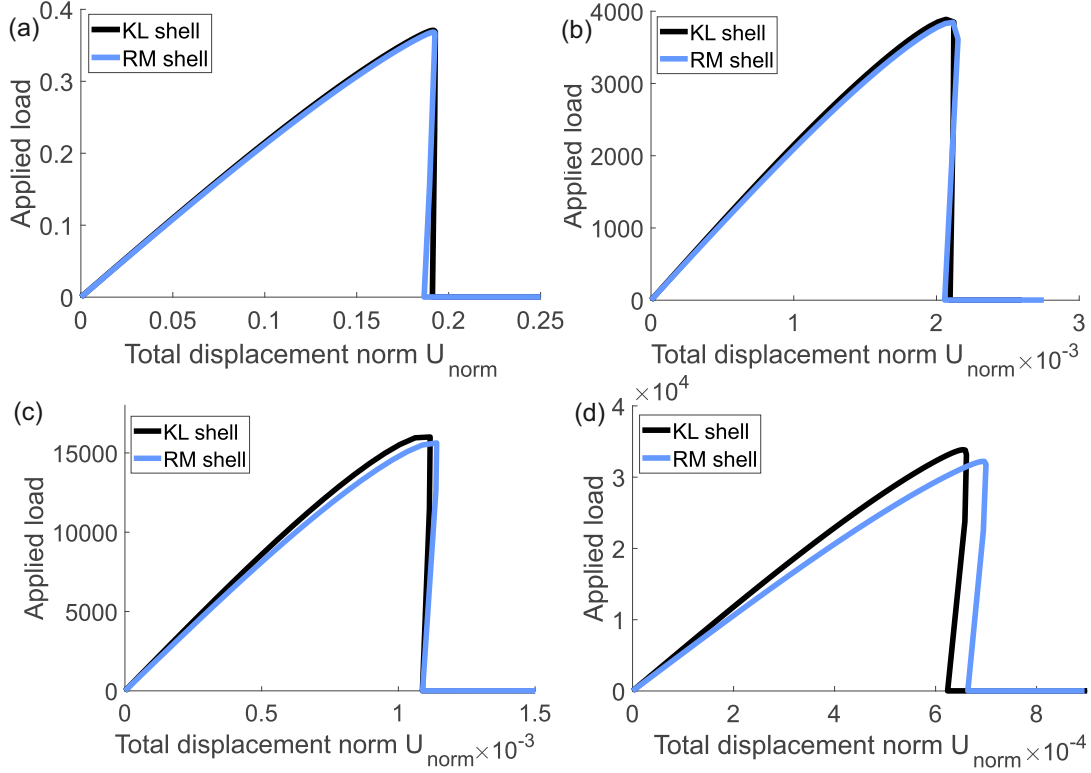 (a)
KL shell
RM shell
0.4
0.3
0.2
0.1
0
Applied load
0 0.05 0.1 0.15 0.2 0.25
Total displacement norm U_norm
(b)
KL shell
RM shell
4000
3000
2000
1000
0
Applied load
0 1 2 3
Total displacement norm U_norm ×10^-3
(c)
KL shell
RM shell
15000
10000
5000
0
Applied load
0 0.5 1 1.5
Total displacement norm U_norm ×10^-3
(d)
×10^4
KL shell
RM shell
4
3
2
1
0
Applied load
0 2 4 6 8
Total displacement norm U_norm ×10^-4